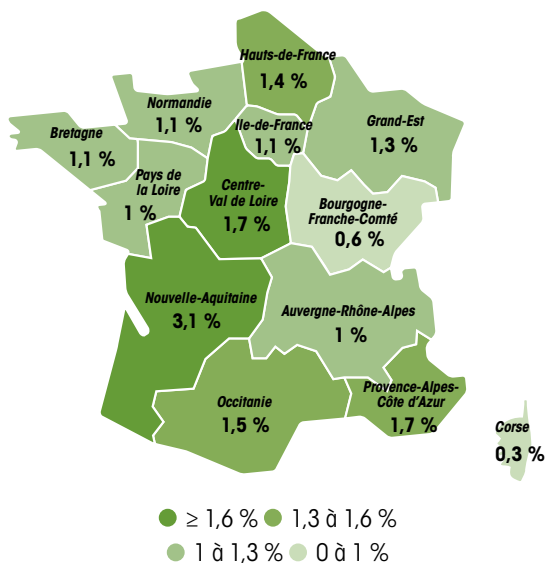 Hauts-de-France
1,4 %
Normandie
1,1 %
Ile-de-France
1,1 %
Grand-Est
1,3 %
Bretagne
1,1 %
Pays de
la Loire
1 %
Centre-
Val de Loire
1,7 %
Bourgogne-
Franche-Comté
0,6 %
Nouvelle-Aquitaine
3,1 %
Auvergne-Rhône-Alpes
1 %
Occitanie
1,5 %
Provence-Alpes-
Côte d'Azur
1,7 %
Corse
0,3 %
≥ 1,6 % 1,3 à 1,6 %
1 à 1,3 % 0 à 1 %